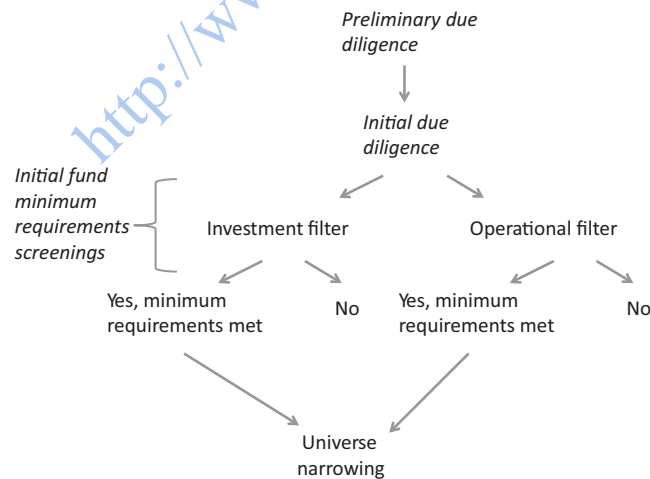 Preliminary due
diligence
http://w
Initial due
diligence
Initial fund
minimum
requirements
screenings
Investment filter
Operational filter
Yes, minimum
requirements met
No
Yes, minimum
requirements met
No
Universe
narrowing